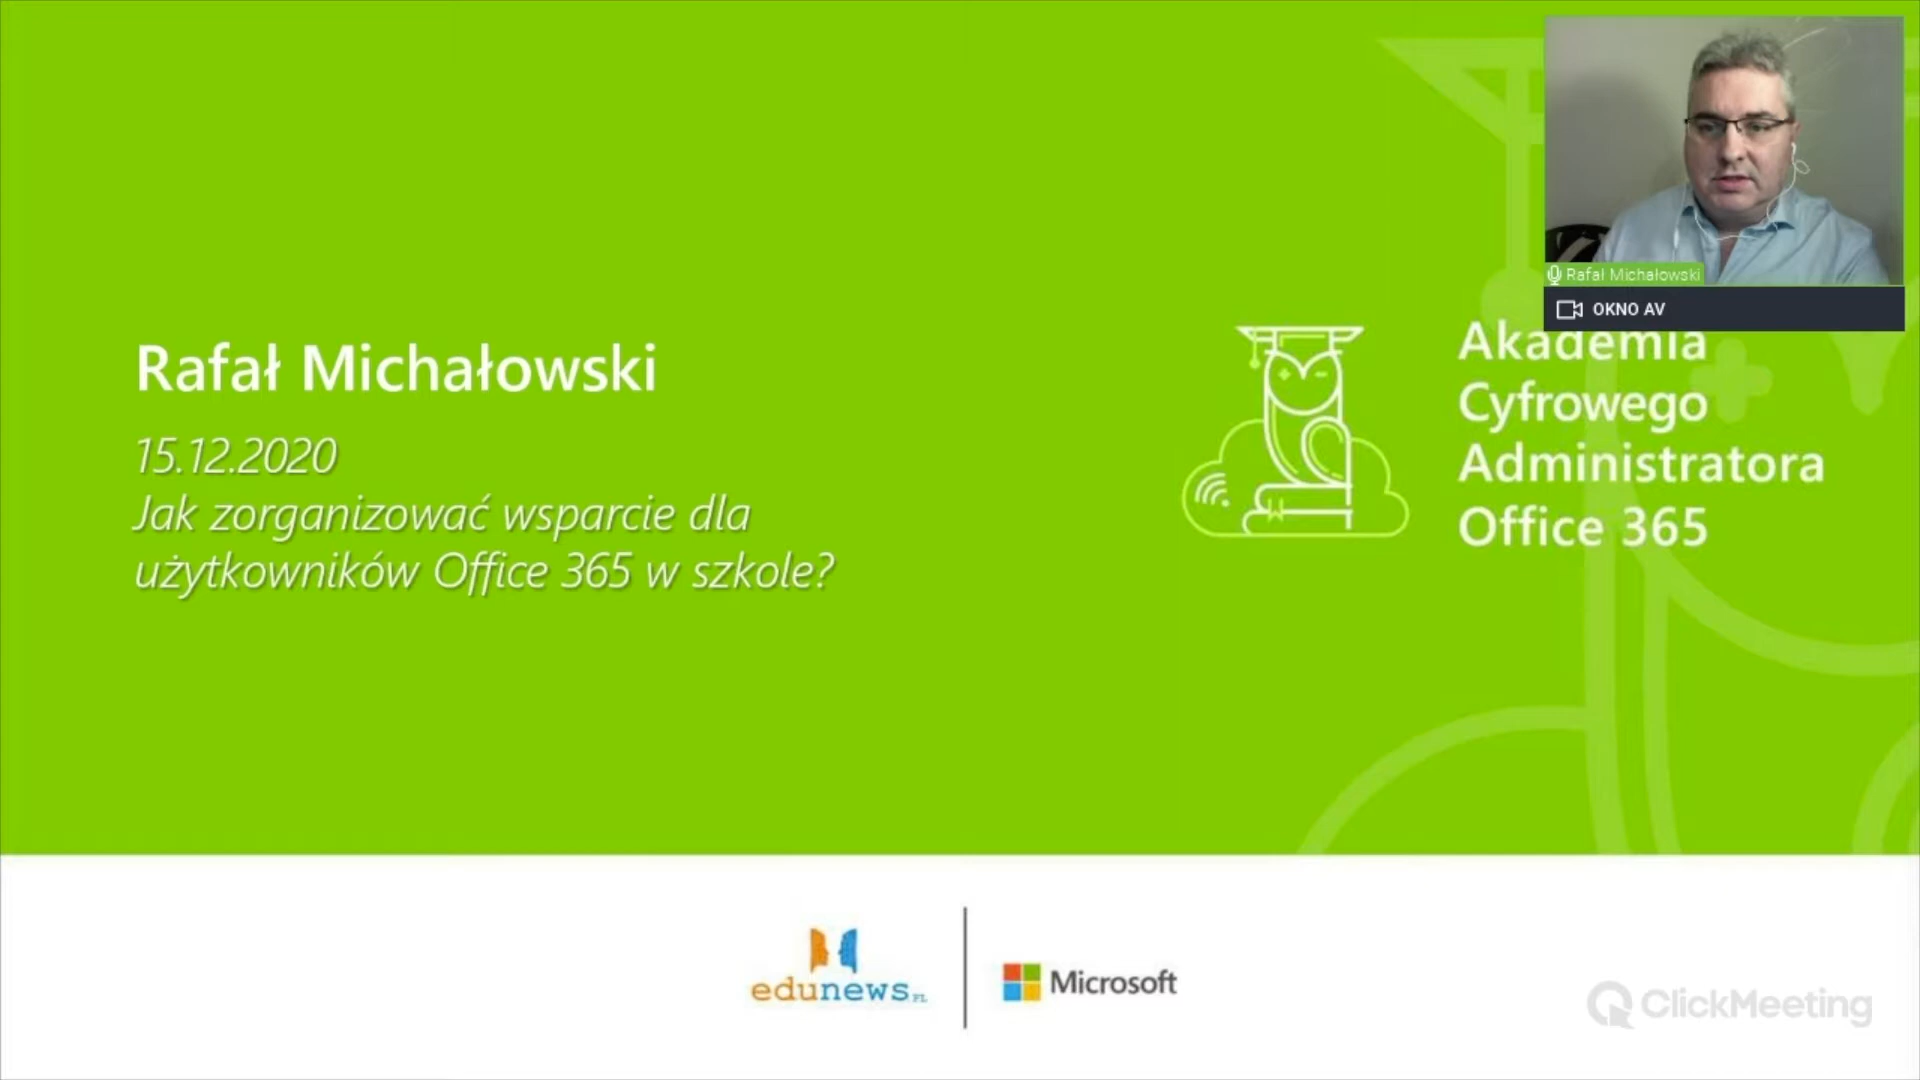 Rafał Michałowski
15.12.2020
Jak zorganizować wsparcie dla
użytkowników Office 365 w szkole?
Akademia
Cyfrowego
Administratora
Office 365
Rafał Michałowski
OKNO AV
edunews.PL
Microsoft
ClickMeeting